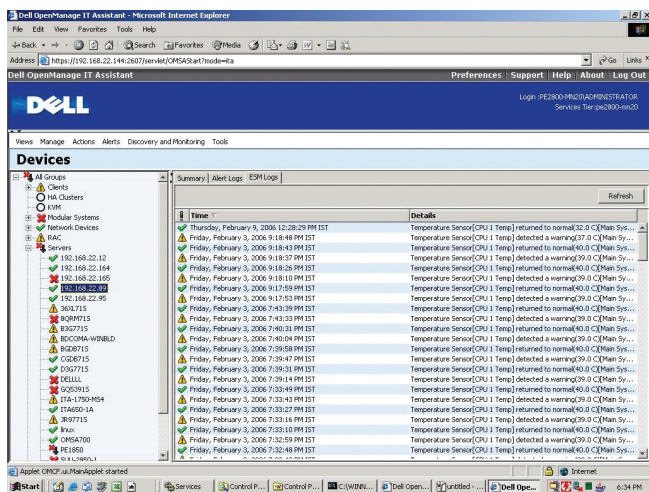 Dell OpenManage IT Assistant - Microsoft Internet Explorer
File Edit View Favorites Tools Help
Back Search Favorites Media
Address https://192.168.22.144:2607/servlet/OMSAStart?mode=ita Go Links
Dell OpenManage IT Assistant Preferences Support Help About Log Out
DELL
Login :PE2800-MN20\ADMINISTRATOR
Services Tier:pe2800-mn20
Views Manage Actions Alerts Discovery and Monitoring Tools
Devices
All Groups
Clients
HA Clusters
KVM
Modular Systems
Network Devices
RAC
Servers
192.168.22.12
192.168.22.164
192.168.22.165
192.168.22.89
192.168.22.95
36XL71S
BQRM71S
B3G771S
BDCOMA-WINBLD
BGDB71S
CGDB71S
D3G771S
DELLLL
GQS391S
ITA-1750-MS4
ITA650-1A
JR9771S
linux
OMSA700
PE1850
Summary Alert Logs ESM Logs
Refresh
Time Details
Thursday, February 9, 2006 12:28:29 PM IST Temperature Sensor[CPU 1 Temp] returned to normal(32.0 C)[Main Sys...
Friday, February 3, 2006 9:18:48 PM IST Temperature Sensor[CPU 1 Temp] detected a warning(37.0 C)[Main Sy...
Friday, February 3, 2006 9:18:43 PM IST Temperature Sensor[CPU 1 Temp] returned to normal(40.0 C)[Main Sys...
Friday, February 3, 2006 9:18:37 PM IST Temperature Sensor[CPU 1 Temp] detected a warning(39.0 C)[Main Sy...
Friday, February 3, 2006 9:18:26 PM IST Temperature Sensor[CPU 1 Temp] returned to normal(40.0 C)[Main Sys...
Friday, February 3, 2006 9:18:10 PM IST Temperature Sensor[CPU 1 Temp] detected a warning(39.0 C)[Main Sy...
Friday, February 3, 2006 9:17:59 PM IST Temperature Sensor[CPU 1 Temp] returned to normal(40.0 C)[Main Sys...
Friday, February 3, 2006 9:17:53 PM IST Temperature Sensor[CPU 1 Temp] detected a warning(39.0 C)[Main Sy...
Friday, February 3, 2006 7:43:39 PM IST Temperature Sensor[CPU 1 Temp] returned to normal(40.0 C)[Main Sys...
Friday, February 3, 2006 7:43:33 PM IST Temperature Sensor[CPU 1 Temp] detected a warning(39.0 C)[Main Sy...
Friday, February 3, 2006 7:40:31 PM IST Temperature Sensor[CPU 1 Temp] returned to normal(40.0 C)[Main Sys...
Friday, February 3, 2006 7:40:04 PM IST Temperature Sensor[CPU 1 Temp] detected a warning(39.0 C)[Main Sy...
Friday, February 3, 2006 7:39:58 PM IST Temperature Sensor[CPU 1 Temp] returned to normal(40.0 C)[Main Sys...
Friday, February 3, 2006 7:39:47 PM IST Temperature Sensor[CPU 1 Temp] detected a warning(39.0 C)[Main Sy...
Friday, February 3, 2006 7:39:31 PM IST Temperature Sensor[CPU 1 Temp] returned to normal(40.0 C)[Main Sys...
Friday, February 3, 2006 7:39:14 PM IST Temperature Sensor[CPU 1 Temp] detected a warning(39.0 C)[Main Sy...
Friday, February 3, 2006 7:33:49 PM IST Temperature Sensor[CPU 1 Temp] returned to normal(40.0 C)[Main Sys...
Friday, February 3, 2006 7:33:43 PM IST Temperature Sensor[CPU 1 Temp] detected a warning(39.0 C)[Main Sy...
Friday, February 3, 2006 7:33:27 PM IST Temperature Sensor[CPU 1 Temp] returned to normal(40.0 C)[Main Sys...
Friday, February 3, 2006 7:33:16 PM IST Temperature Sensor[CPU 1 Temp] detected a warning(39.0 C)[Main Sy...
Friday, February 3, 2006 7:33:10 PM IST Temperature Sensor[CPU 1 Temp] returned to normal(40.0 C)[Main Sys...
Friday, February 3, 2006 7:32:59 PM IST Temperature Sensor[CPU 1 Temp] detected a warning(39.0 C)[Main Sy...
Friday, February 3, 2006 7:32:48 PM IST Temperature Sensor[CPU 1 Temp] returned to normal(40.0 C)[Main Sys...
Applet OMCF.ui.MainApplet started Internet
Start Services Control P... Control P... C:\WINN... Dell Open... untitled - ... Dell Ope... 6:34 PM